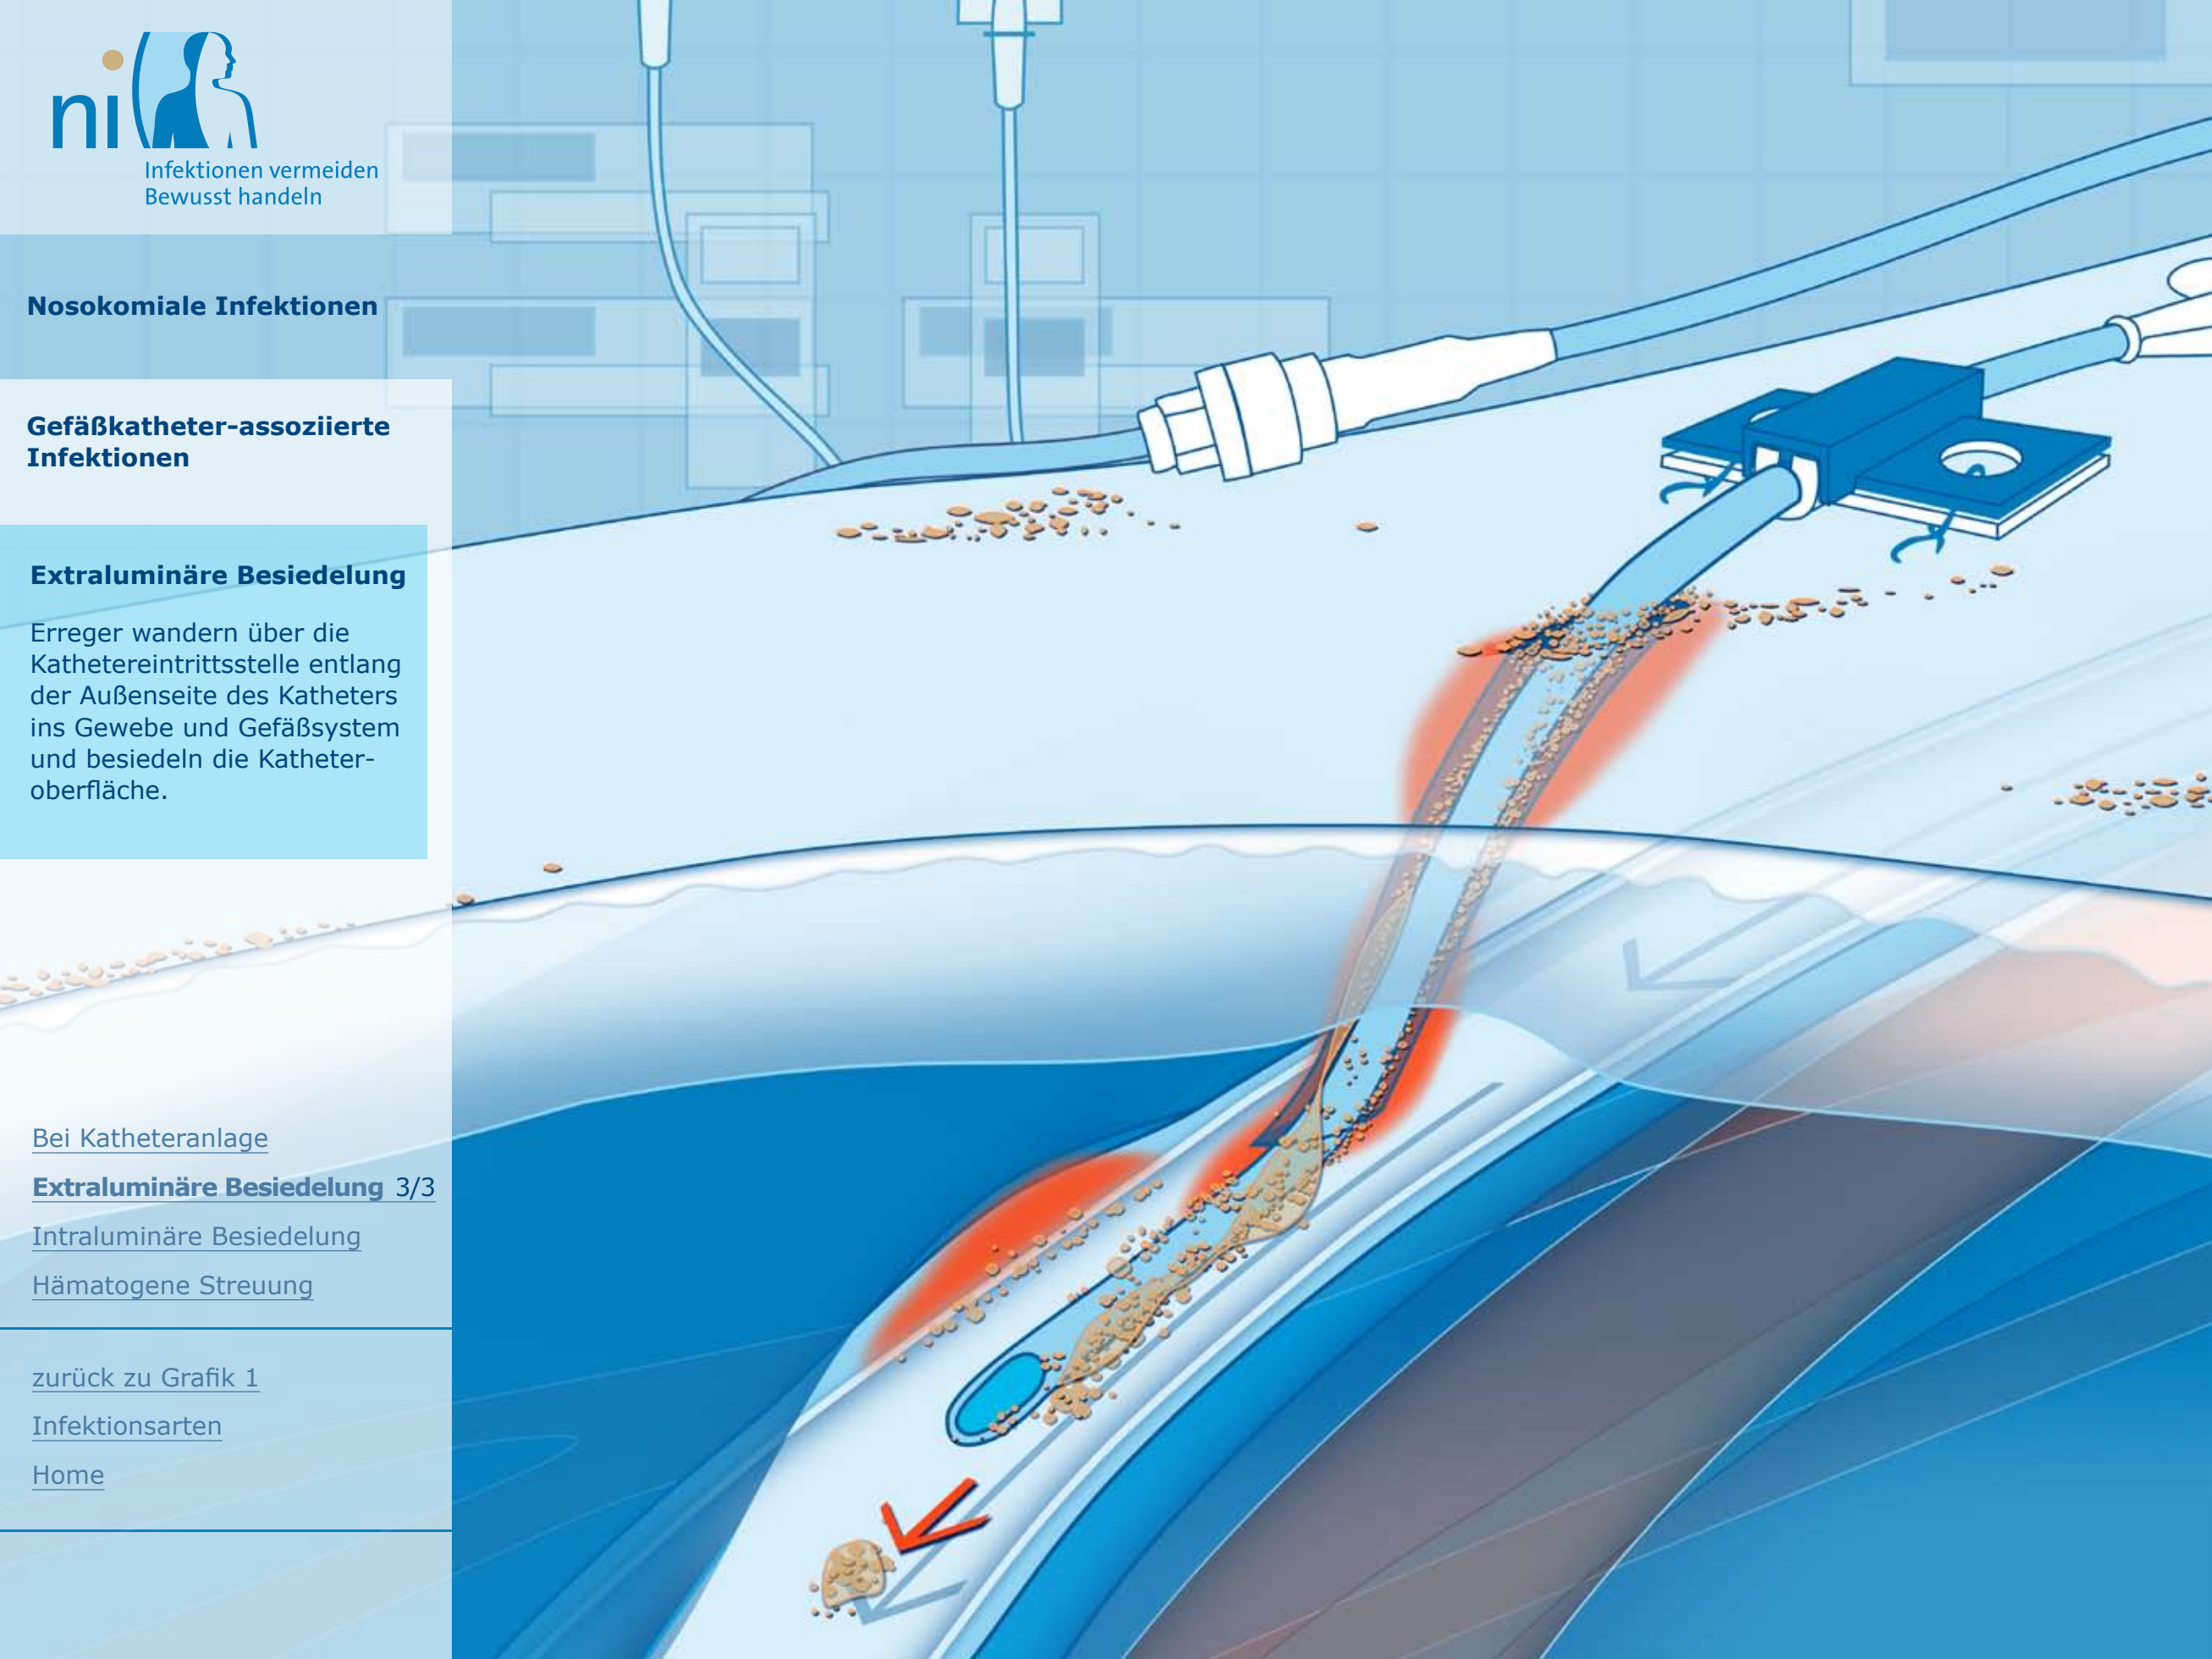 ni
Infektionen vermeiden
Bewusst handeln
Nosokomiale Infektionen
Gefäßkatheter-assoziierte
Infektionen
Extraluminäre Besiedelung
Erreger wandern über die
Kathetereintrittsstelle entlang
der Außenseite des Katheters
ins Gewebe und Gefäßsystem
und besiedeln die Katheter-
oberfläche.
Bei Katheteranlage
Extraluminäre Besiedelung 3/3
Intraluminäre Besiedelung
Hämatogene Streuung
zurück zu Grafik 1
Infektionsarten
Home